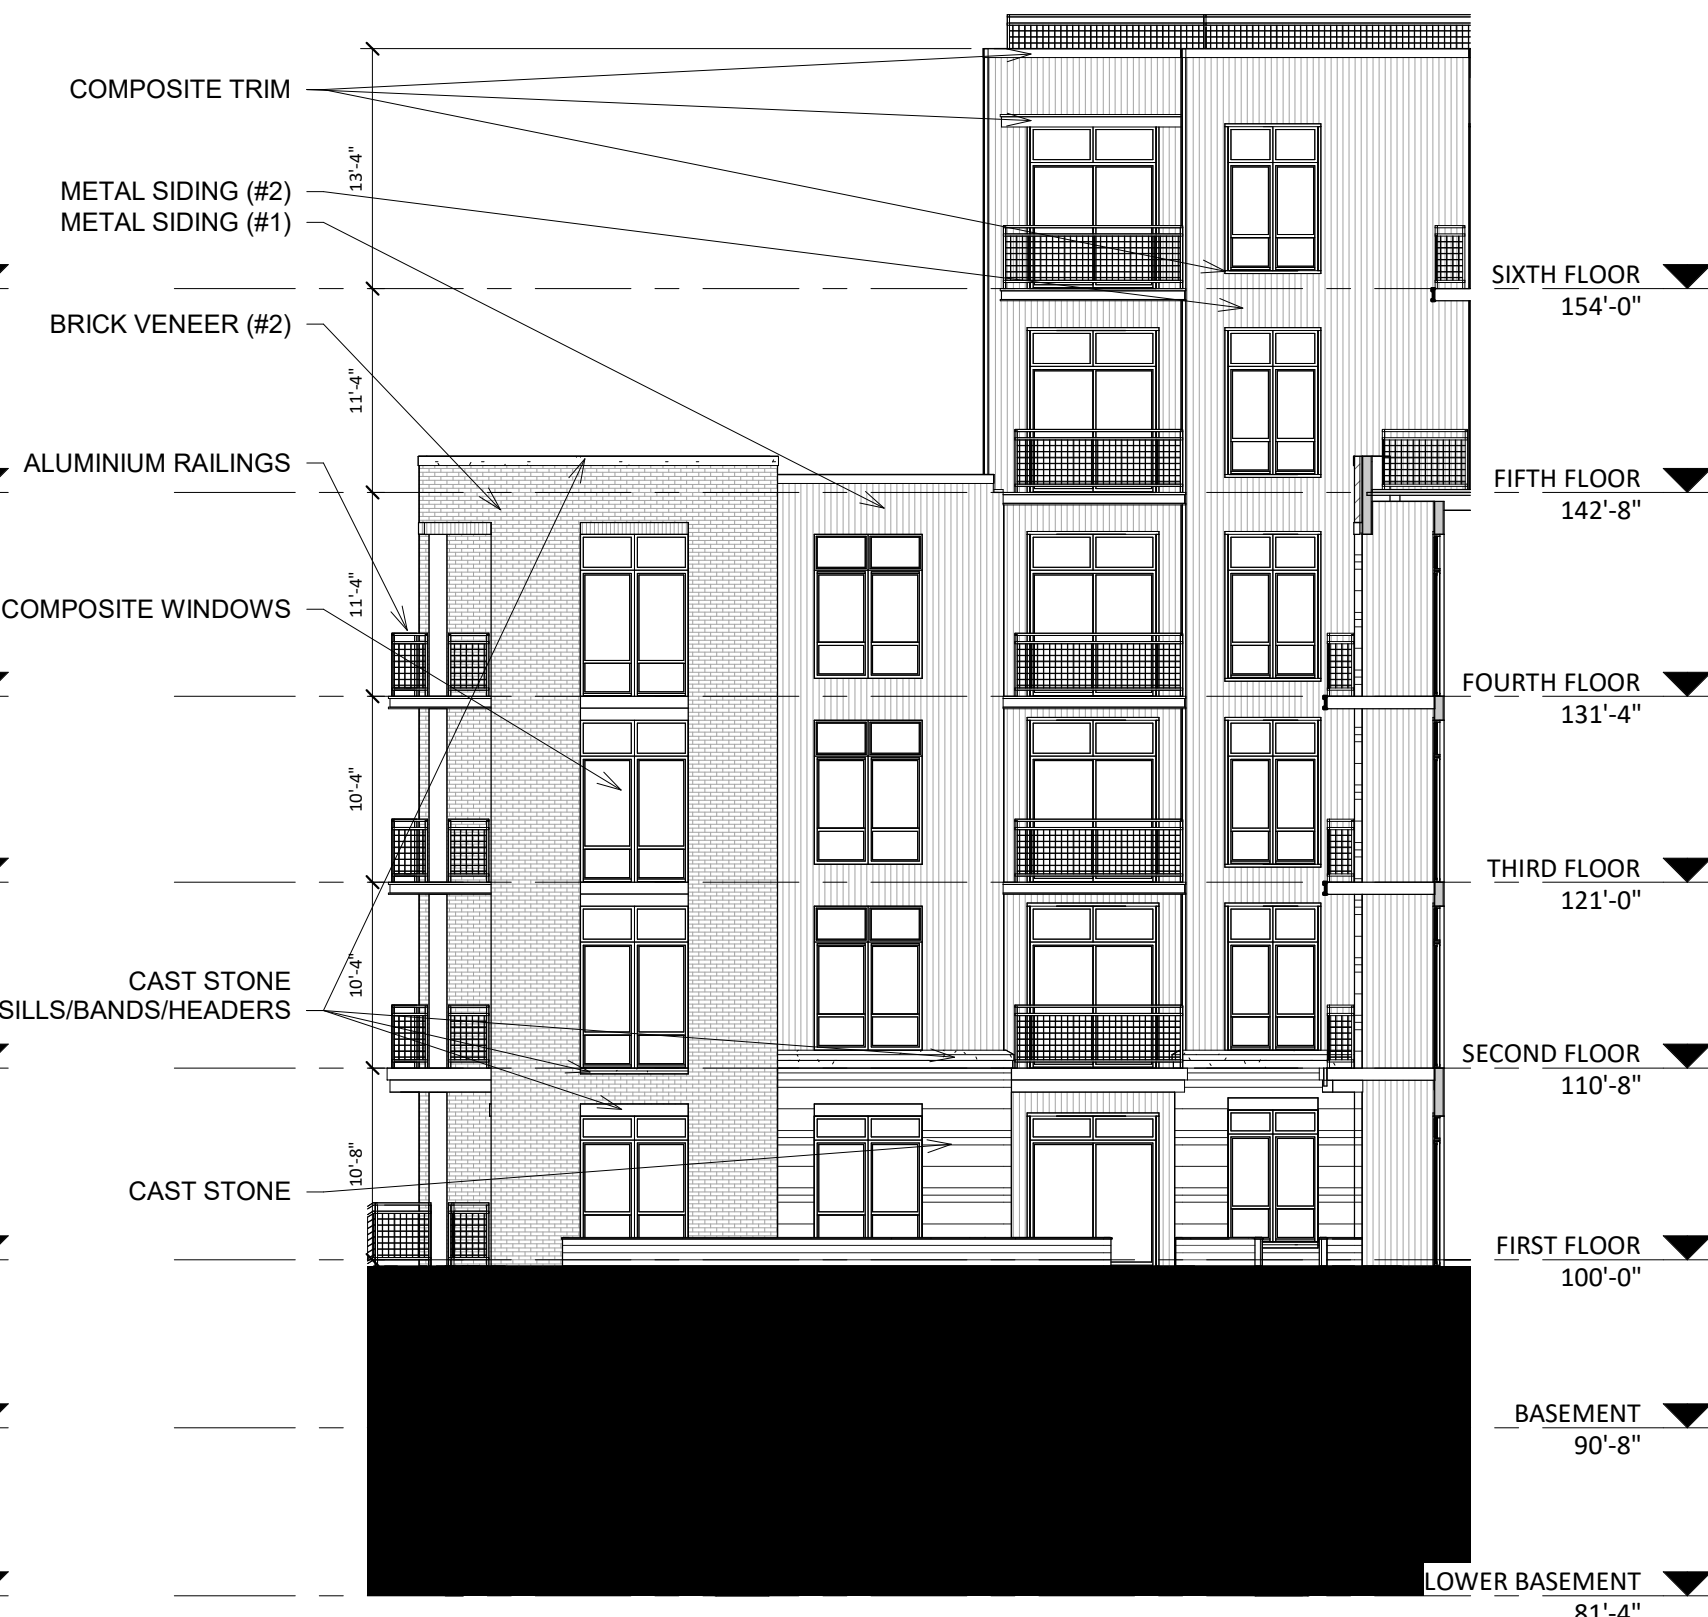 COMPOSITE TRIM
METAL SIDING (#2)
METAL SIDING (#1)
BRICK VENEER (#2)
ALUMINIUM RAILINGS
COMPOSITE WINDOWS
CAST STONE
SILLS/BANDS/HEADERS
CAST STONE
13'-4"
11'-4"
11'-4"
10'-4"
10'-4"
10'-8"
SIXTH FLOOR
154'-0"
FIFTH FLOOR
142'-8"
FOURTH FLOOR
131'-4"
THIRD FLOOR
121'-0"
SECOND FLOOR
110'-8"
FIRST FLOOR
100'-0"
BASEMENT
90'-8"
LOWER BASEMENT
81'-4"